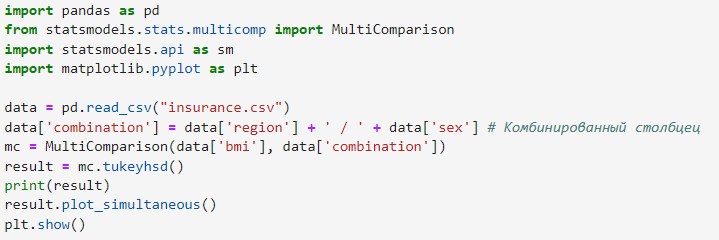 import pandas as pd
from statsmodels.stats.multicomp import MultiComparison
import statsmodels.api as sm
import matplotlib.pyplot as plt

data = pd.read_csv("insurance.csv")
data['combination'] = data['region'] + ' / ' + data['sex'] # Комбинированный столбцец
mc = MultiComparison(data['bmi'], data['combination'])
result = mc.tukeyhsd()
print(result)
result.plot_simultaneous()
plt.show()